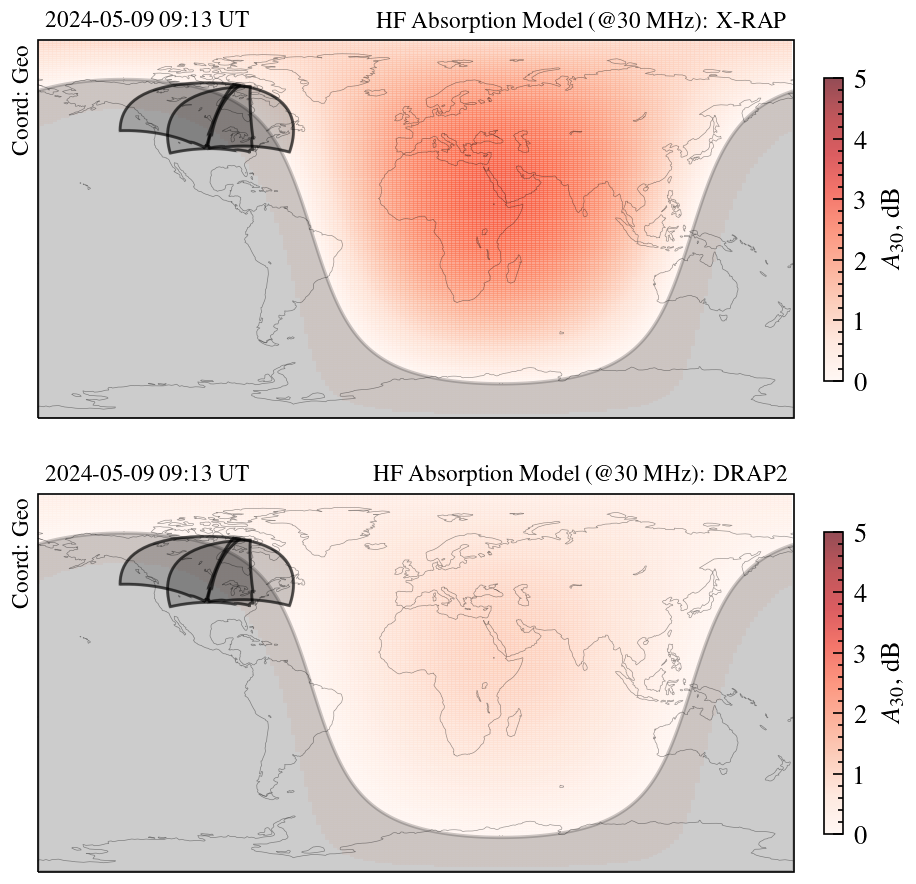 2024-05-09 09:13 UT
HF Absorption Model (@30 MHz): X-RAP
Coord: Geo
5
4
3
2
1
0
A30, dB
2024-05-09 09:13 UT
HF Absorption Model (@30 MHz): DRAP2
Coord: Geo
5
4
3
2
1
0
A30, dB